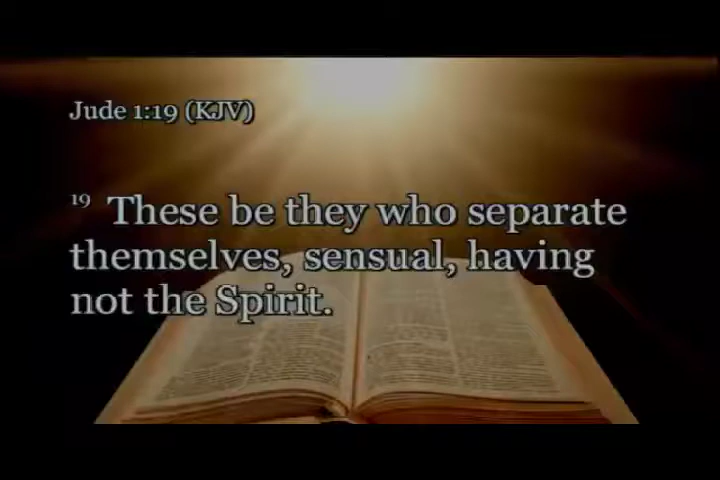 Jude 1:19 (KJV)
19 These be they who separate
themselves, sensual, having
not the Spirit.